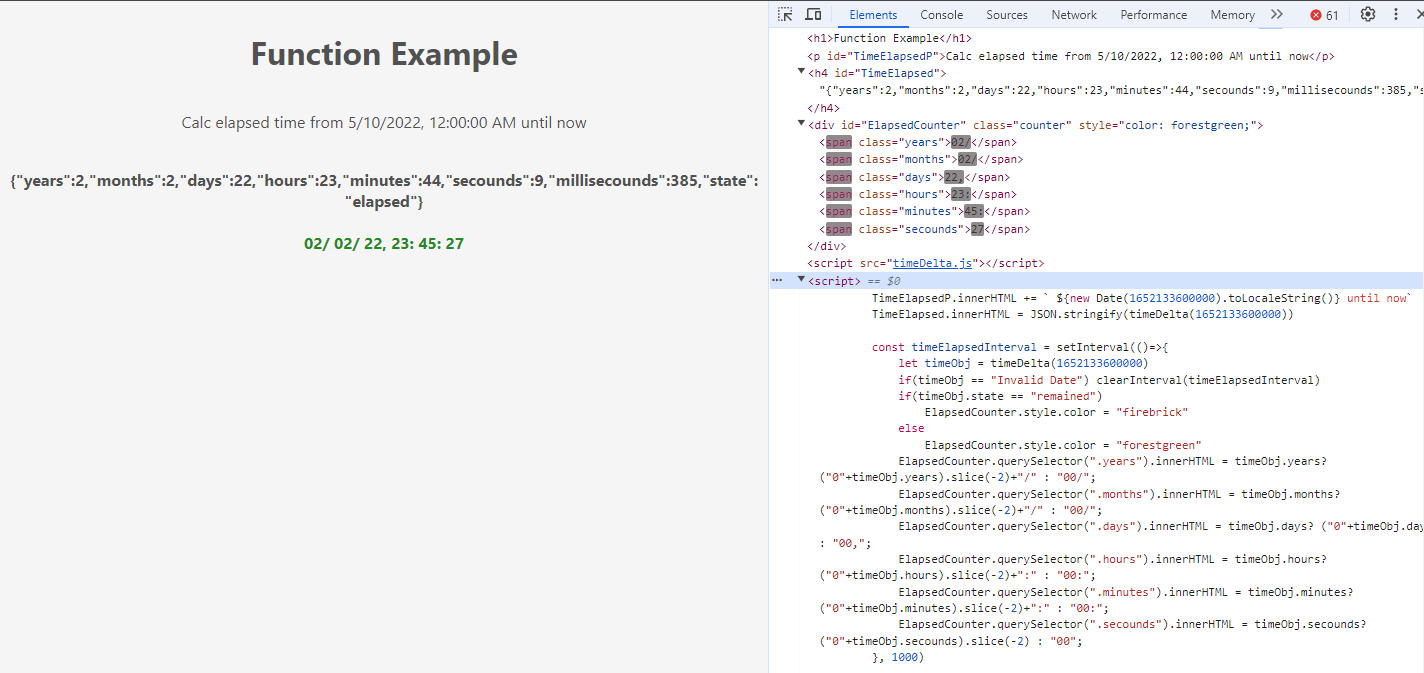 Function Example
Calc elapsed time from 5/10/2022, 12:00:00 AM until now
{"years":2,"months":2,"days":22,"hours":23,"minutes":44,"secounds":9,"millisecounds":385,"state":
"elapsed"}
02/ 02/ 22, 23: 45: 27
Elements Console Sources Network Performance Memory 61
<h1>Function Example</h1>
<p id="TimeElapsedP">Calc elapsed time from 5/10/2022, 12:00:00 AM until now</p>
<h4 id="TimeElapsed">
"{"years":2,"months":2,"days":22,"hours":23,"minutes":44,"secounds":9,"millisecounds":385,"s
</h4>
<div id="ElapsedCounter" class="counter" style="color: forestgreen;">
<span class="years">02/</span>
<span class="months">02/</span>
<span class="days">22,</span>
<span class="hours">23:</span>
<span class="minutes">45:</span>
<span class="secounds">27</span>
</div>
<script src="timeDelta.js"></script>
<script> == $0
TimeElapsedP.innerHTML += ` ${new Date(1652133600000).toLocaleString()} until now`
TimeElapsed.innerHTML = JSON.stringify(timeDelta(1652133600000))
const timeElapsedInterval = setInterval(()=>{
let timeObj = timeDelta(1652133600000)
if(timeObj == "Invalid Date") clearInterval(timeElapsedInterval)
if(timeObj.state == "remained")
ElapsedCounter.style.color = "firebrick"
else
ElapsedCounter.style.color = "forestgreen"
ElapsedCounter.querySelector(".years").innerHTML = timeObj.years?
("0"+timeObj.years).slice(-2)+"/" : "00/";
ElapsedCounter.querySelector(".months").innerHTML = timeObj.months?
("0"+timeObj.months).slice(-2)+"/" : "00/";
ElapsedCounter.querySelector(".days").innerHTML = timeObj.days? ("0"+timeObj.day
: "00,";
ElapsedCounter.querySelector(".hours").innerHTML = timeObj.hours?
("0"+timeObj.hours).slice(-2)+":" : "00:";
ElapsedCounter.querySelector(".minutes").innerHTML = timeObj.minutes?
("0"+timeObj.minutes).slice(-2)+":" : "00:";
ElapsedCounter.querySelector(".secounds").innerHTML = timeObj.secounds?
("0"+timeObj.secounds).slice(-2) : "00";
}, 1000)